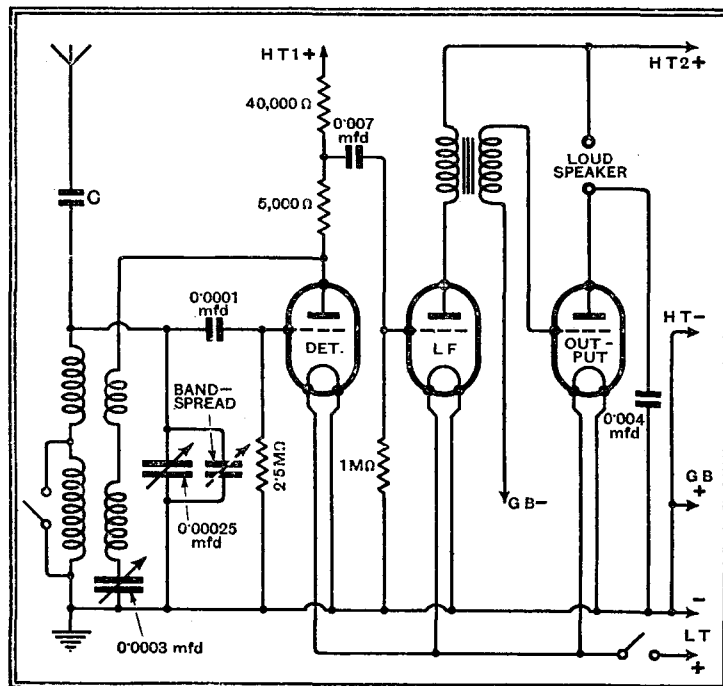 HT1+
HT2+
40,000 Ω
0·007
mfd
LOUD
SPEAKER
C
5,000 Ω
0·0001
mfd
HT-
DET.
LF
OUT-
PUT
BAND-
SPREAD
0·004
mfd
2·5MΩ
1MΩ
GB-
GB
+
0·00025
mfd
-
LT
+
0·0003 mfd